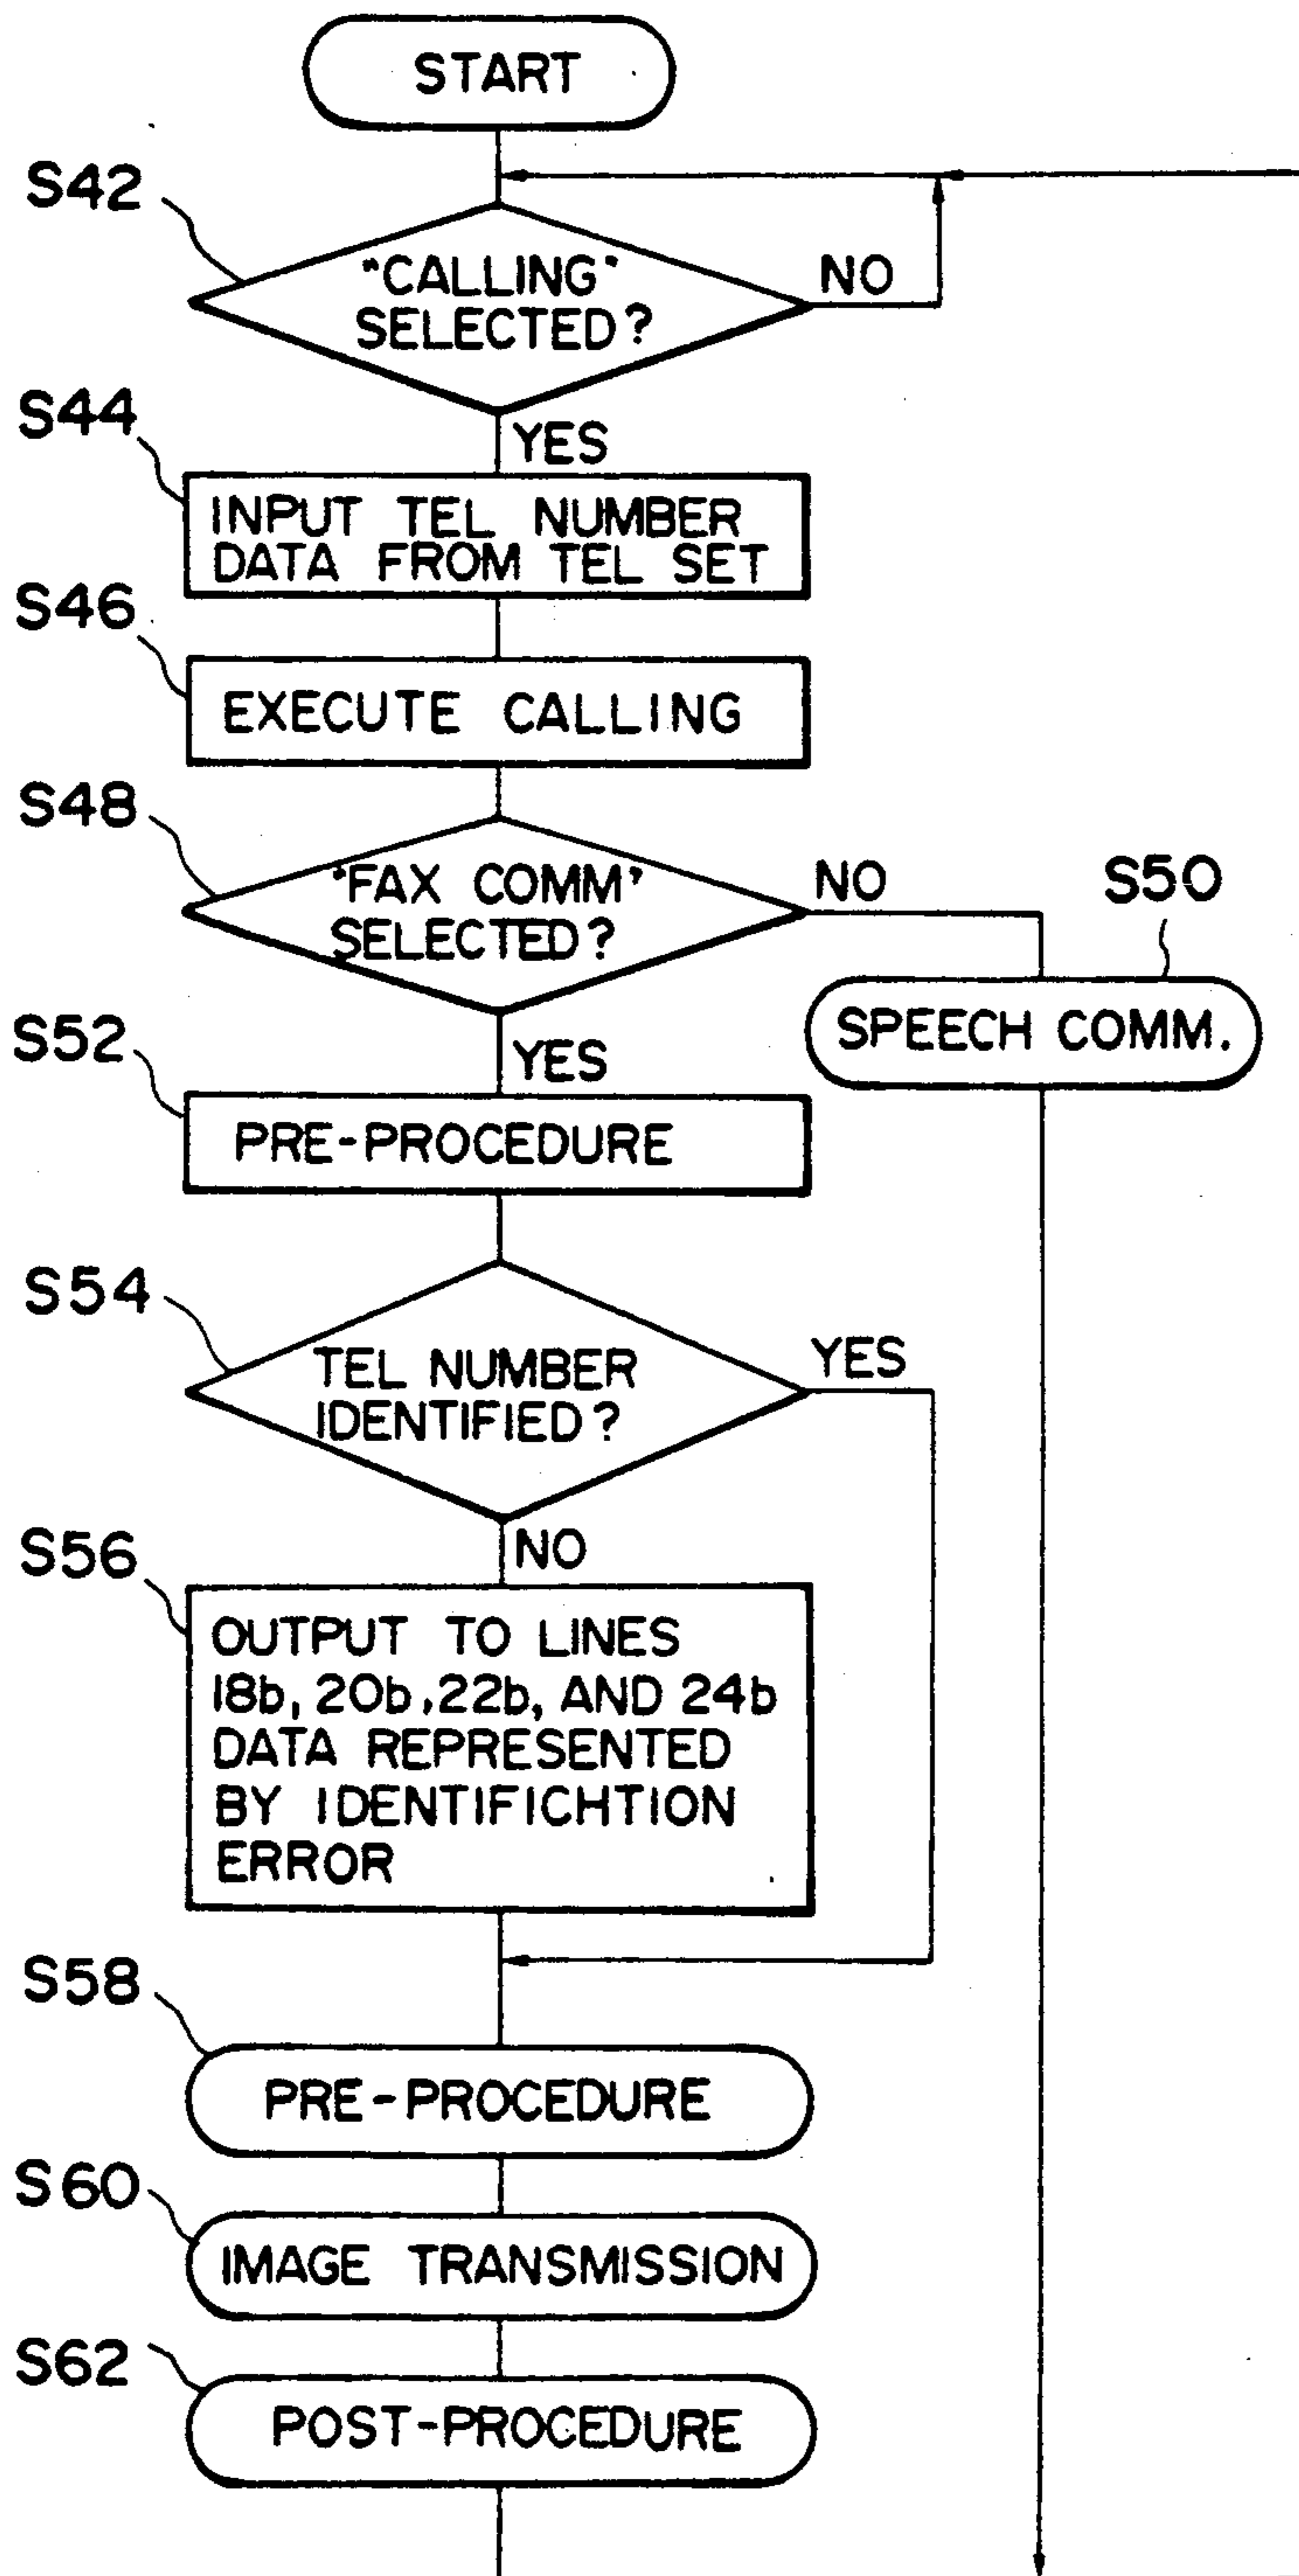 START
S42
"CALLING"
SELECTED?
NO
S44
YES
INPUT TEL NUMBER
DATA FROM TEL SET
S46
EXECUTE CALLING
S48
"FAX COMM"
SELECTED?
NO
S50
SPEECH COMM.
S52
YES
PRE-PROCEDURE
S54
TEL NUMBER
IDENTIFIED?
YES
S56
NO
OUTPUT TO LINES
18b, 20b, 22b, AND 24b
DATA REPRESENTED
BY IDENTIFICHTION
ERROR
S58
PRE-PROCEDURE
S60
IMAGE TRANSMISSION
S62
POST-PROCEDURE